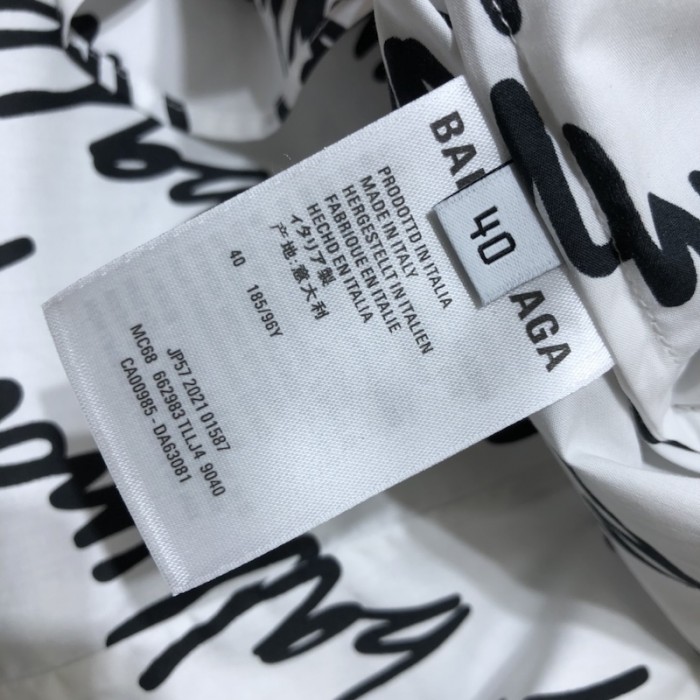 BAL
AGA
40
PRODOTTO IN ITALIA
MADE IN ITALY
HERGESTELLT IN ITALIEN
FABRIQUE EN ITALIE
HECHO EN ITALIA
イタリア製
产地.意大利
40 185/96Y
JP57 2021 01587
MC68 662983 TLLJ4 9040
CA00985 - DA63081